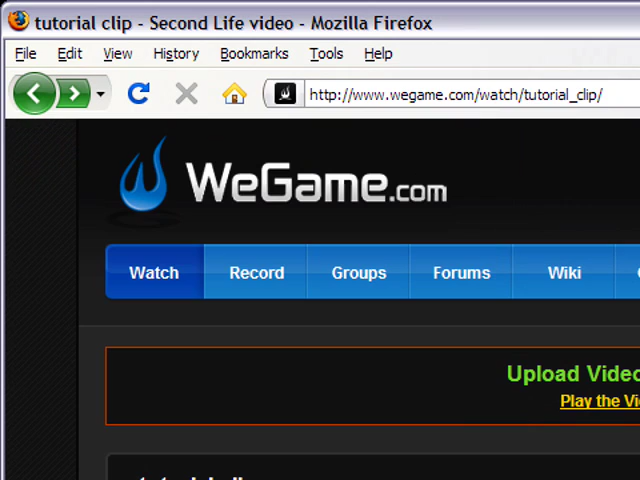 tutorial clip - Second Life video - Mozilla Firefox
File Edit View History Bookmarks Tools Help
http://www.wegame.com/watch/tutorial_clip/
WeGame.com
Watch Record Groups Forums Wiki
Upload Video
Play the Vi